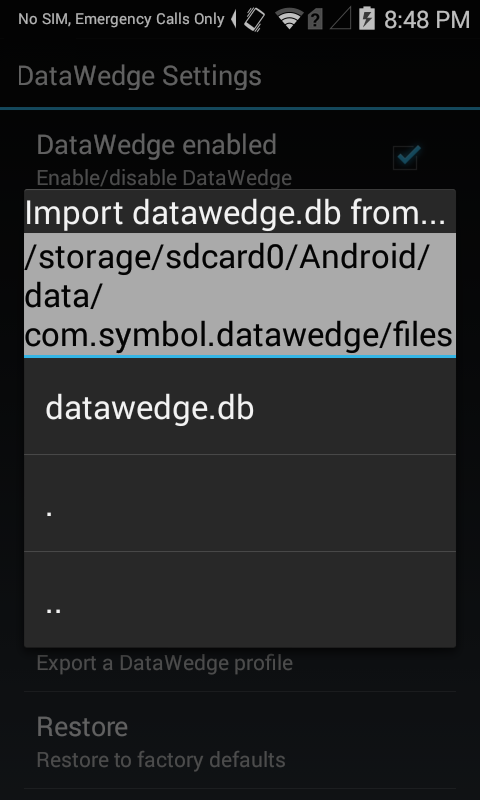 No SIM, Emergency Calls Only
8:48 PM
DataWedge Settings
DataWedge enabled
Enable/disable DataWedge
Import datawedge.db from...
/storage/sdcard0/Android/
data/
com.symbol.datawedge/files
datawedge.db
.
..
Export a DataWedge profile
Restore
Restore to factory defaults